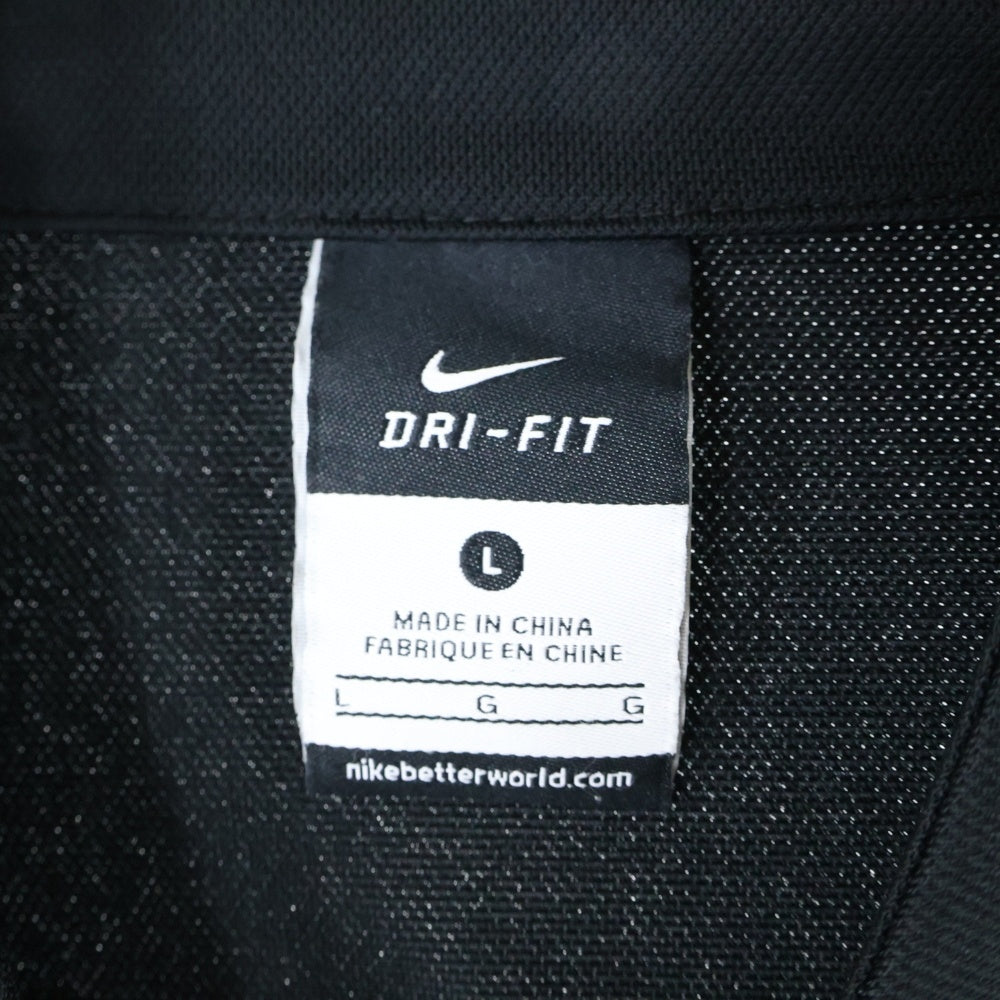 DRI-FIT
L
MADE IN CHINA
FABRIQUE EN CHINE
L G G
nikebetterworld.com